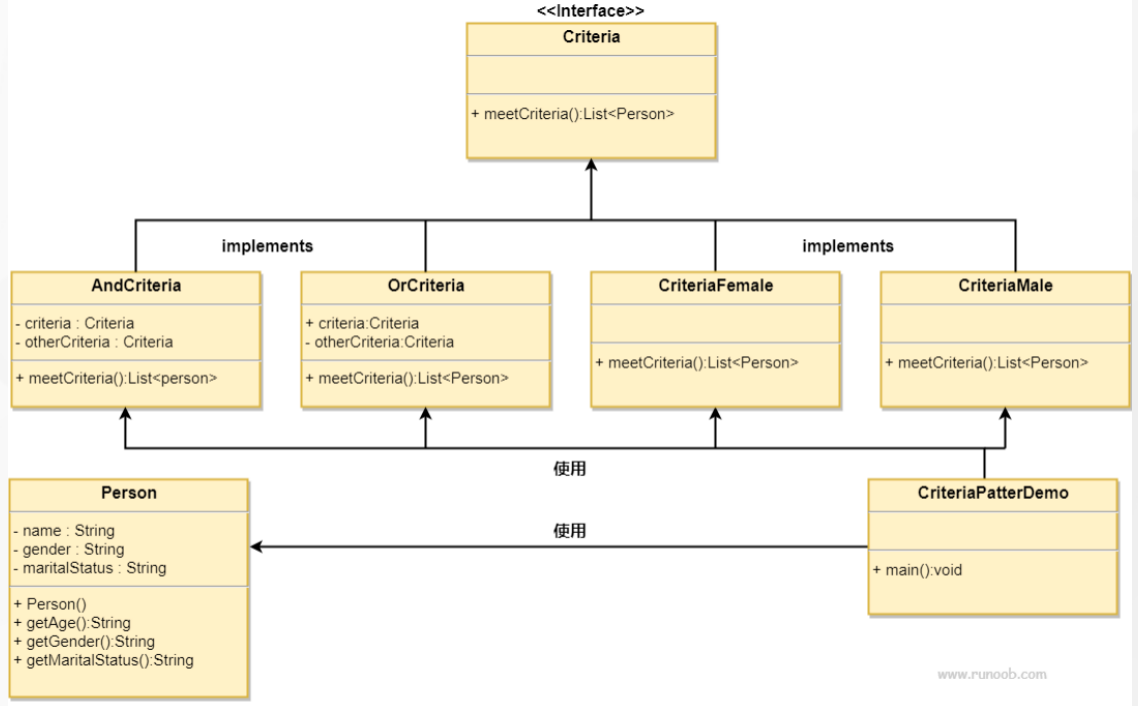 <<Interface>>
Criteria
+ meetCriteria():List<Person>
implements
implements
AndCriteria
- criteria : Criteria
- otherCriteria : Criteria
+ meetCriteria():List<person>
OrCriteria
+ criteria:Criteria
- otherCriteria:Criteria
+ meetCriteria():List<Person>
CriteriaFemale
+ meetCriteria():List<Person>
CriteriaMale
+ meetCriteria():List<Person>
使用
Person
- name : String
- gender : String
- maritalStatus : String
+ Person()
+ getAge():String
+ getGender():String
+ getMaritalStatus():String
使用
CriteriaPatterDemo
+ main():void
www.runoob.com